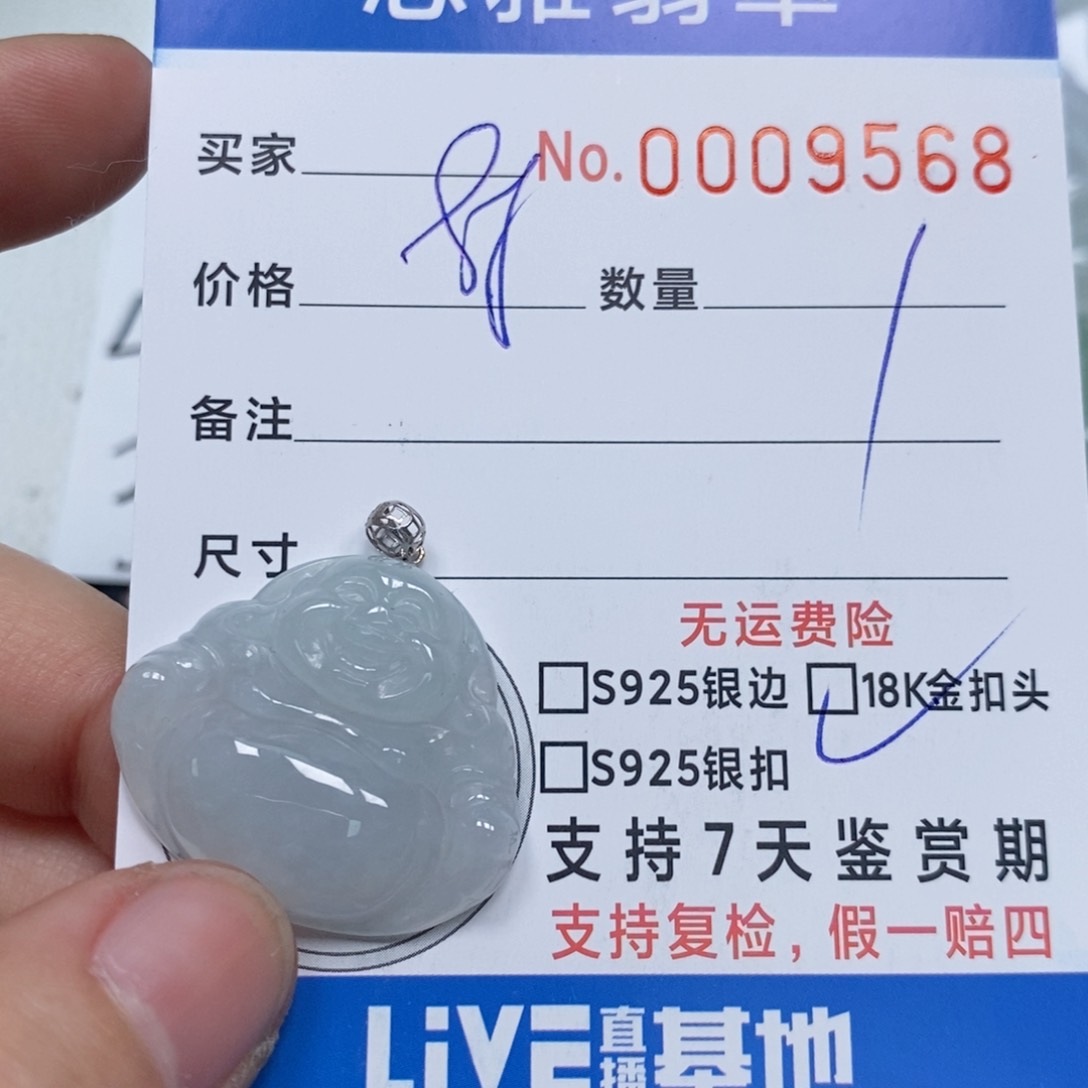 买家 No.0009568
价格 数量 1
备注
尺寸
无运费险
S925银边 18K金扣头
S925银扣
支持7天鉴赏期
支持复检，假一赔四
LiVE直播基地